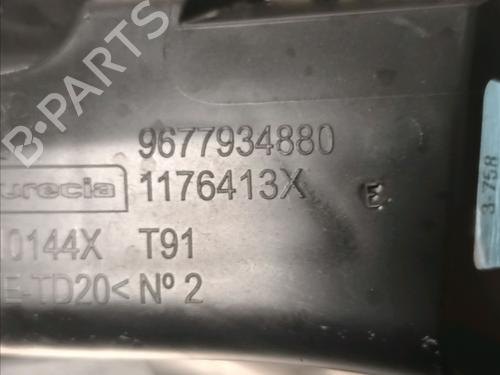 9677934880
urecia 1176413X E
0144X T91
E-TD20< Nº 2
3-758
B-PARTS